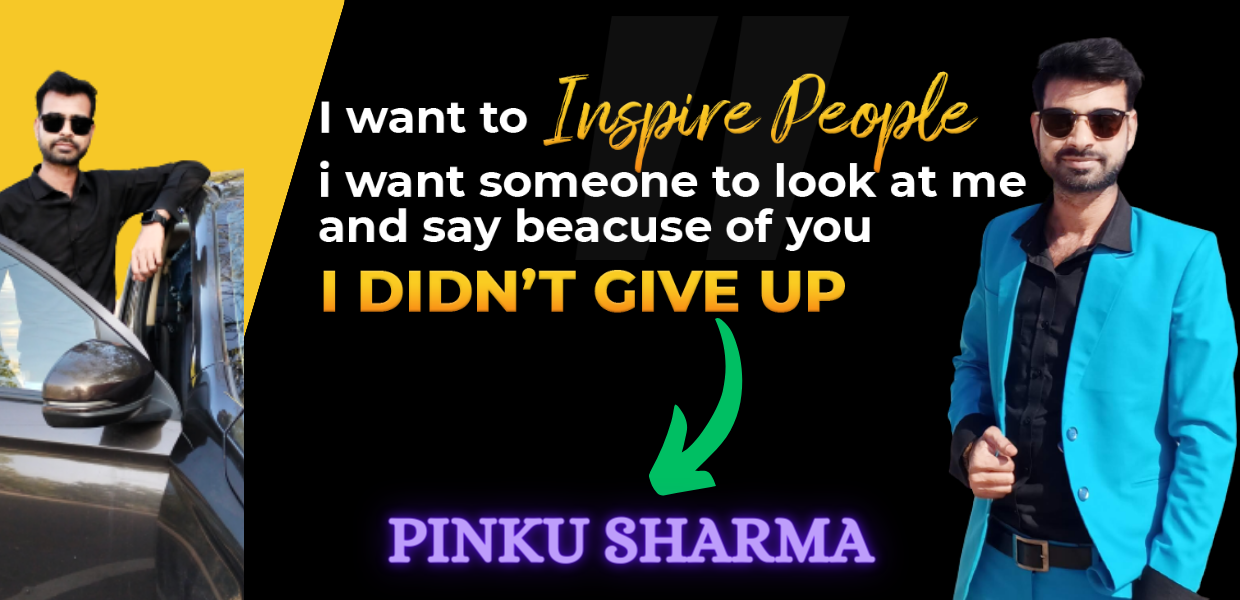 I want to Inspire People
i want someone to look at me
and say beacuse of you
I DIDN'T GIVE UP
PINKU SHARMA